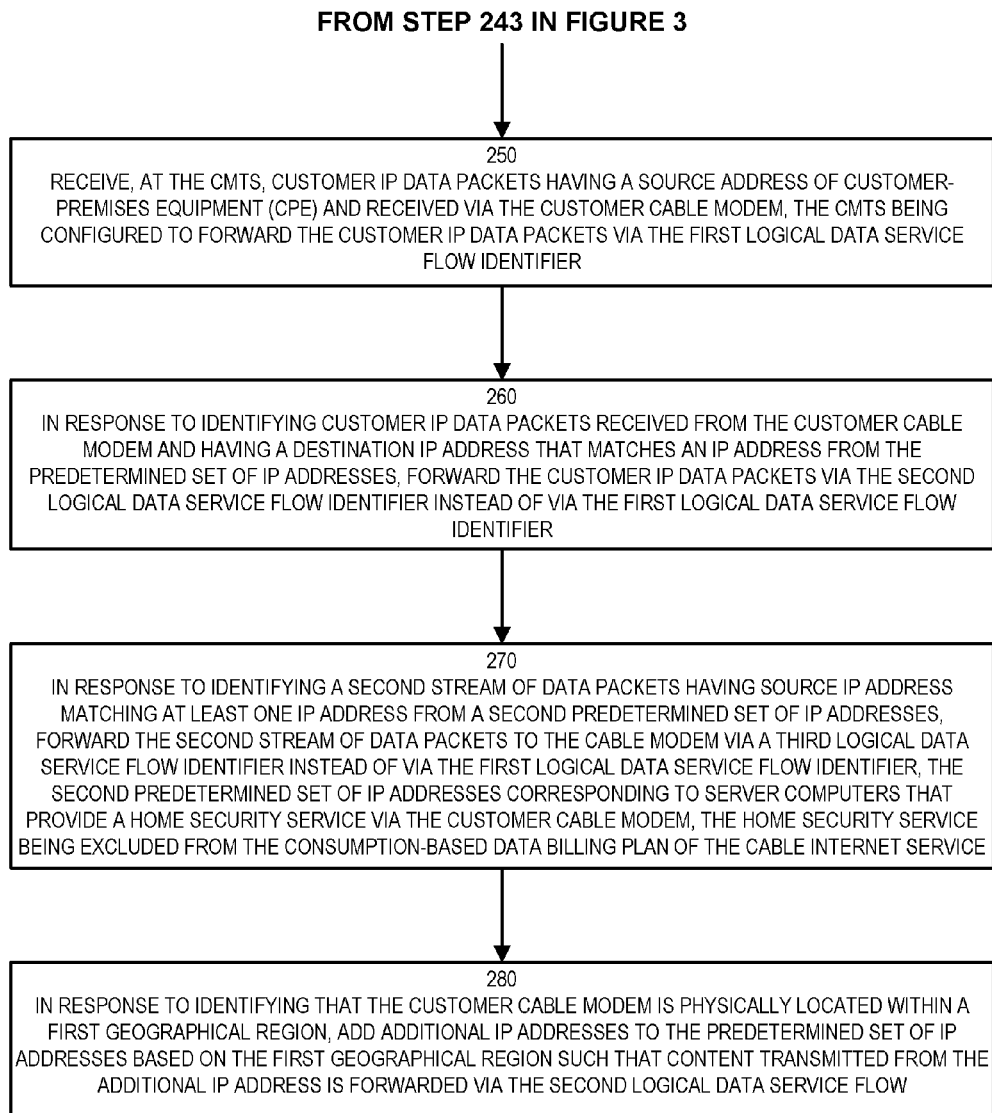 FROM STEP 243 IN FIGURE 3
250
RECEIVE, AT THE CMTS, CUSTOMER IP DATA PACKETS HAVING A SOURCE ADDRESS OF CUSTOMER-
PREMISES EQUIPMENT (CPE) AND RECEIVED VIA THE CUSTOMER CABLE MODEM, THE CMTS BEING
CONFIGURED TO FORWARD THE CUSTOMER IP DATA PACKETS VIA THE FIRST LOGICAL DATA SERVICE
FLOW IDENTIFIER
260
IN RESPONSE TO IDENTIFYING CUSTOMER IP DATA PACKETS RECEIVED FROM THE CUSTOMER CABLE
MODEM AND HAVING A DESTINATION IP ADDRESS THAT MATCHES AN IP ADDRESS FROM THE
PREDETERMINED SET OF IP ADDRESSES, FORWARD THE CUSTOMER IP DATA PACKETS VIA THE SECOND
LOGICAL DATA SERVICE FLOW IDENTIFIER INSTEAD OF VIA THE FIRST LOGICAL DATA SERVICE FLOW
IDENTIFIER
270
IN RESPONSE TO IDENTIFYING A SECOND STREAM OF DATA PACKETS HAVING SOURCE IP ADDRESS
MATCHING AT LEAST ONE IP ADDRESS FROM A SECOND PREDETERMINED SET OF IP ADDRESSES,
FORWARD THE SECOND STREAM OF DATA PACKETS TO THE CABLE MODEM VIA A THIRD LOGICAL DATA
SERVICE FLOW IDENTIFIER INSTEAD OF VIA THE FIRST LOGICAL DATA SERVICE FLOW IDENTIFIER, THE
SECOND PREDETERMINED SET OF IP ADDRESSES CORRESPONDING TO SERVER COMPUTERS THAT
PROVIDE A HOME SECURITY SERVICE VIA THE CUSTOMER CABLE MODEM, THE HOME SECURITY SERVICE
BEING EXCLUDED FROM THE CONSUMPTION-BASED DATA BILLING PLAN OF THE CABLE INTERNET SERVICE
280
IN RESPONSE TO IDENTIFYING THAT THE CUSTOMER CABLE MODEM IS PHYSICALLY LOCATED WITHIN A
FIRST GEOGRAPHICAL REGION, ADD ADDITIONAL IP ADDRESSES TO THE PREDETERMINED SET OF IP
ADDRESSES BASED ON THE FIRST GEOGRAPHICAL REGION SUCH THAT CONTENT TRANSMITTED FROM THE
ADDITIONAL IP ADDRESS IS FORWARDED VIA THE SECOND LOGICAL DATA SERVICE FLOW